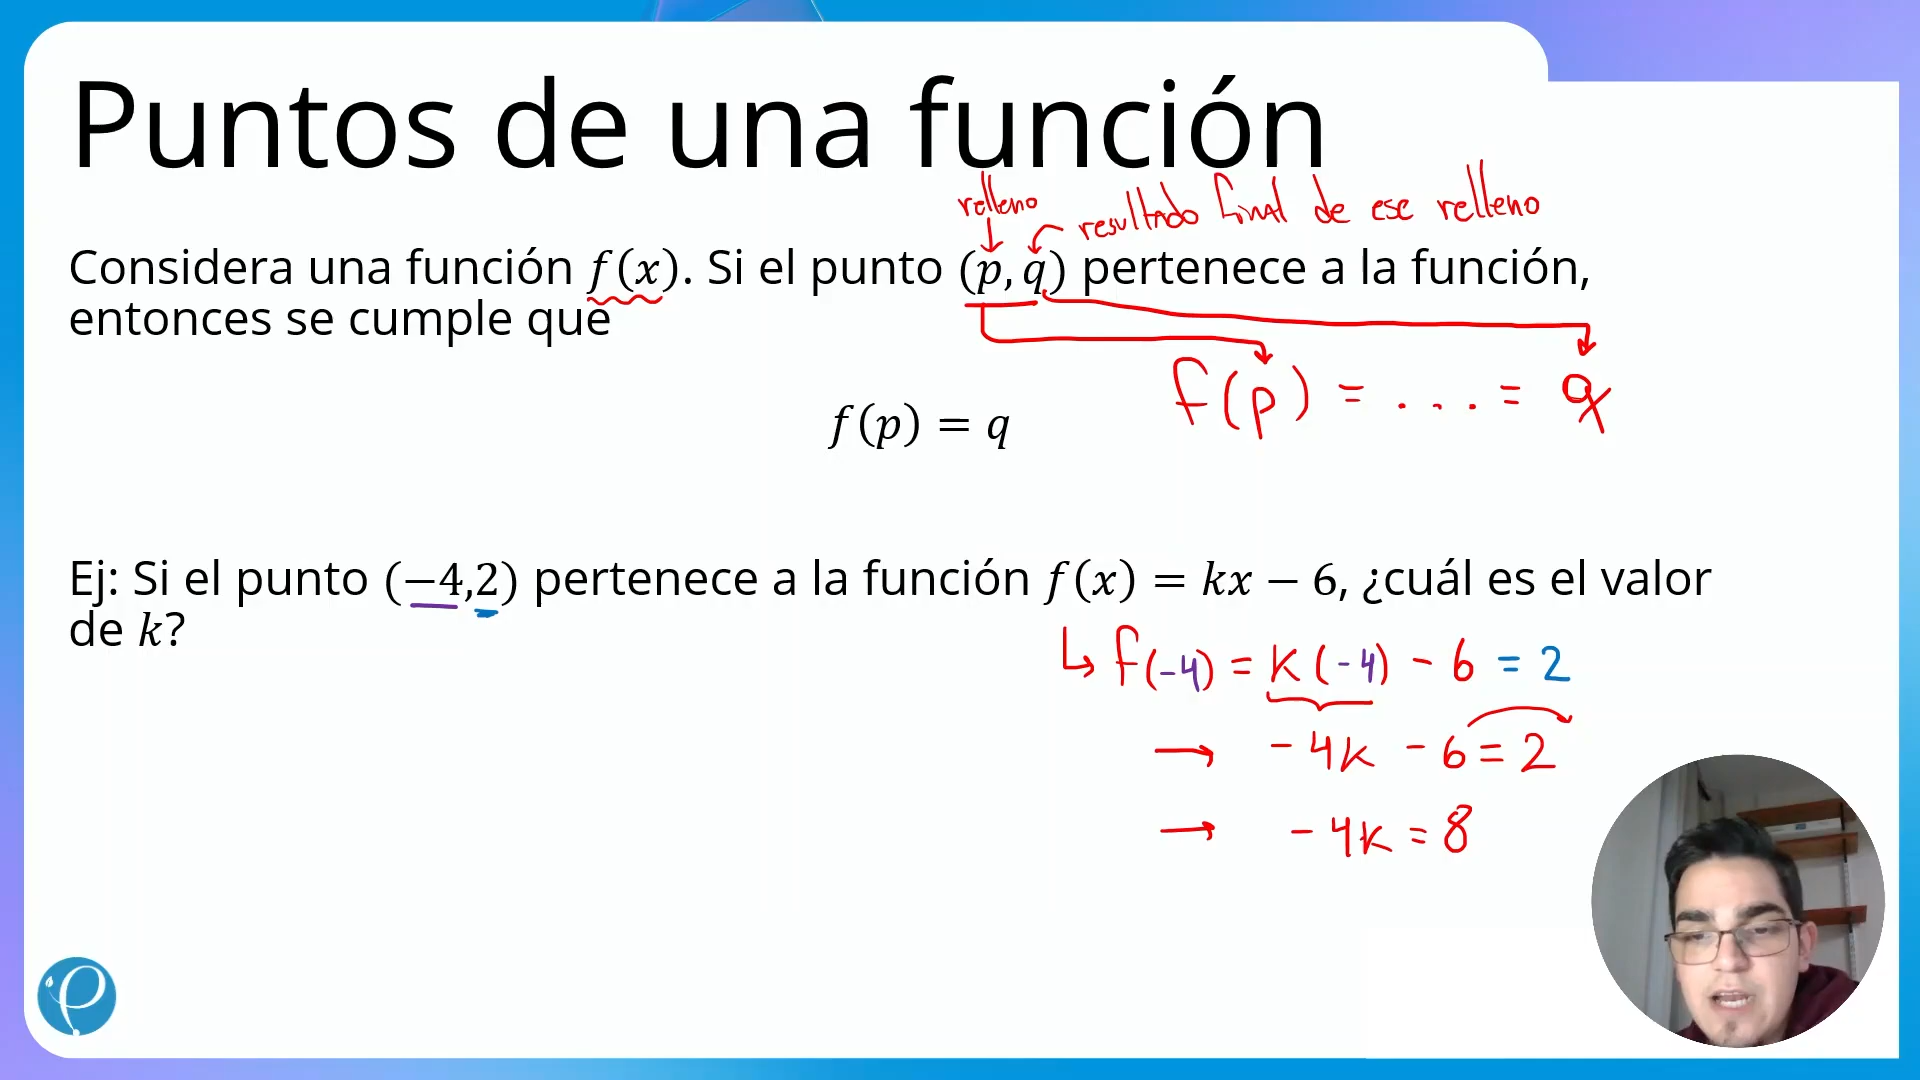 Puntos de una función
relleno
resultado final de ese relleno
Considera una función f(x). Si el punto (p, q) pertenece a la función,
entonces se cumple que
f(p) = q
f(p) = ... = q
Ej: Si el punto (−4,2) pertenece a la función f(x) = kx − 6, ¿cuál es el valor
de k?
↳ f(-4) = k(-4) - 6 = 2
→ -4k - 6 = 2
→ -4k = 8